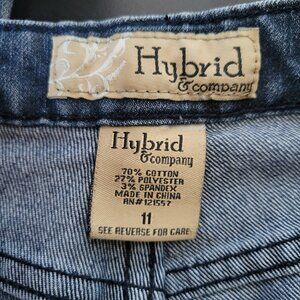 Hybrid
& company
Hybrid
& company
70% COTTON
27% POLYESTER
3% SPANDEX
MADE IN CHINA
RN#121557
11
SEE REVERSE FOR CARE